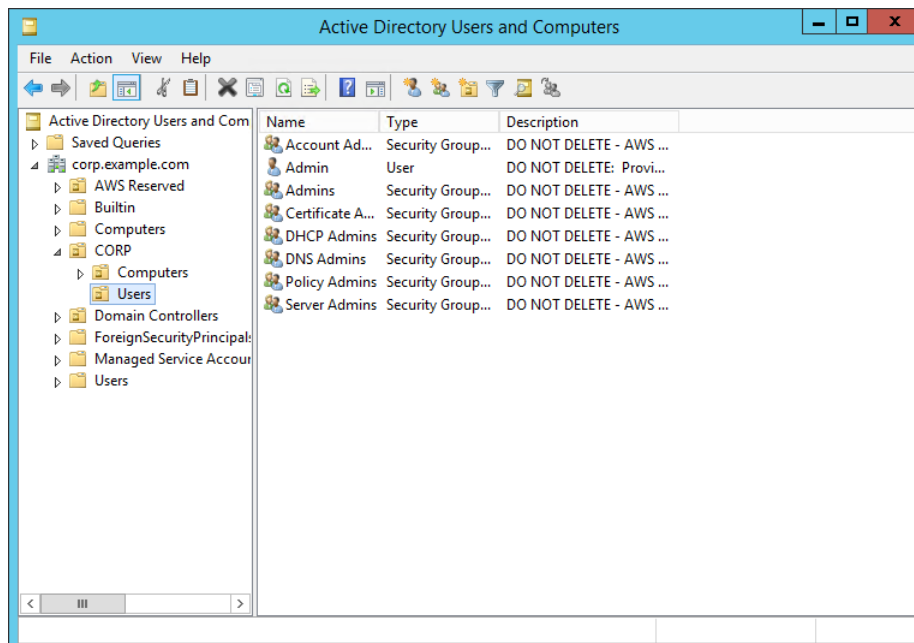 Active Directory Users and Computers
File Action View Help
Active Directory Users and Com
Saved Queries
corp.example.com
AWS Reserved
Builtin
Computers
CORP
Computers
Users
Domain Controllers
ForeignSecurityPrincipals
Managed Service Accour
Users
Name Type Description
Account Ad... Security Group... DO NOT DELETE - AWS ...
Admin User DO NOT DELETE: Provi...
Admins Security Group... DO NOT DELETE - AWS ...
Certificate A... Security Group... DO NOT DELETE - AWS ...
DHCP Admins Security Group... DO NOT DELETE - AWS ...
DNS Admins Security Group... DO NOT DELETE - AWS ...
Policy Admins Security Group... DO NOT DELETE - AWS ...
Server Admins Security Group... DO NOT DELETE - AWS ...